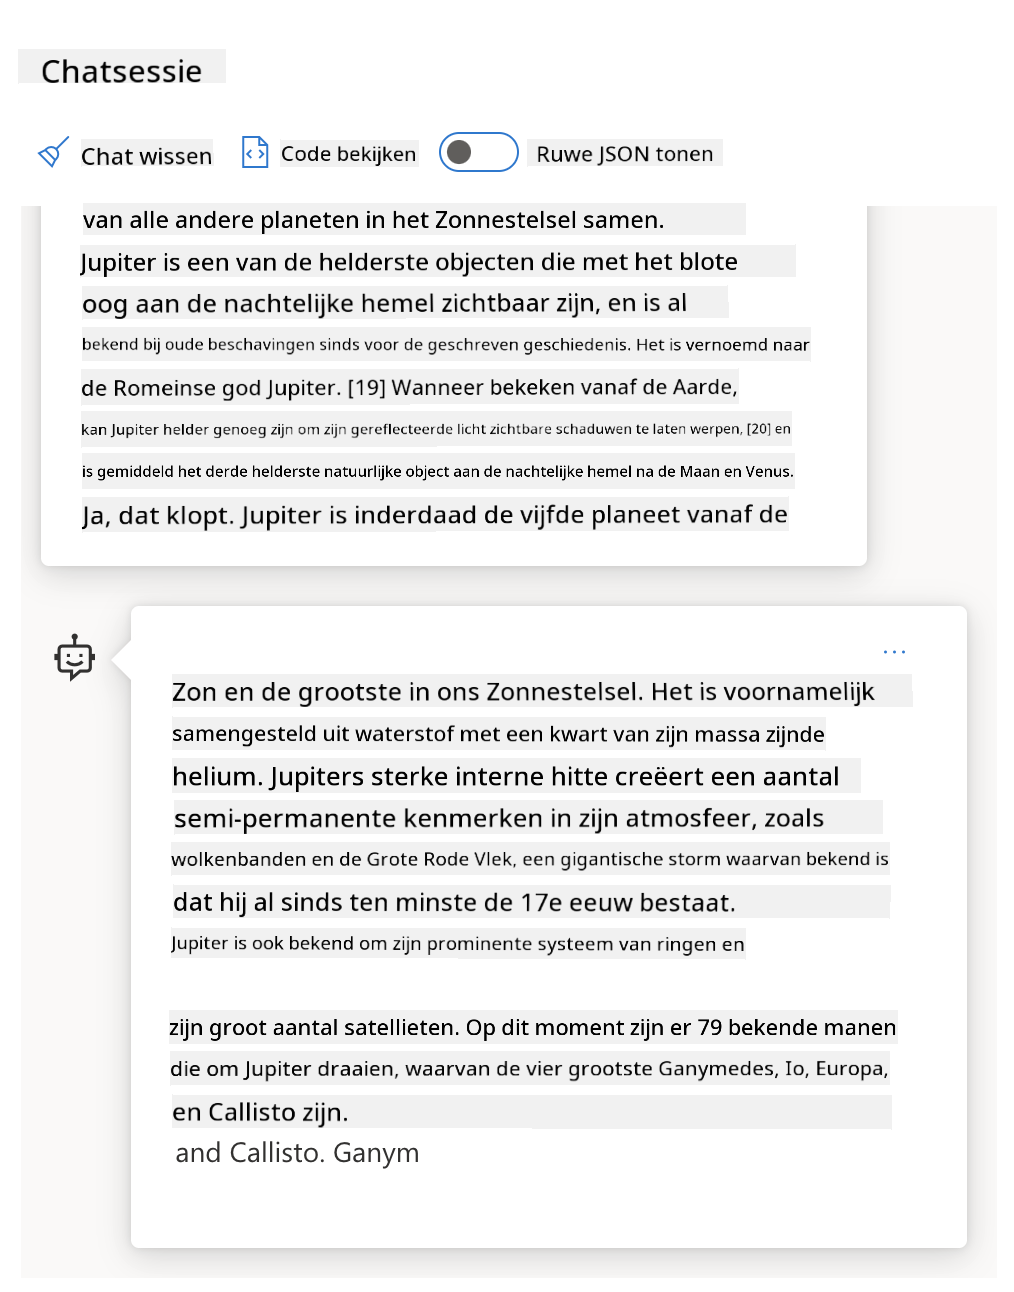 Chatsessie
Chat wissen
Code bekijken
Ruwe JSON tonen
van alle andere planeten in het Zonnestelsel samen.
Jupiter is een van de helderste objecten die met het blote
oog aan de nachtelijke hemel zichtbaar zijn, en is al
bekend bij oude beschavingen sinds voor de geschreven geschiedenis. Het is vernoemd naar
de Romeinse god Jupiter. [19] Wanneer bekeken vanaf de Aarde,
kan Jupiter helder genoeg zijn om zijn gereflecteerde licht zichtbare schaduwen te laten werpen, [20] en
is gemiddeld het derde helderste natuurlijke object aan de nachtelijke hemel na de Maan en Venus.
Ja, dat klopt. Jupiter is inderdaad de vijfde planeet vanaf de
Zon en de grootste in ons Zonnestelsel. Het is voornamelijk
samengesteld uit waterstof met een kwart van zijn massa zijnde
helium. Jupiters sterke interne hitte creëert een aantal
semi-permanente kenmerken in zijn atmosfeer, zoals
wolkenbanden en de Grote Rode Vlek, een gigantische storm waarvan bekend is
dat hij al sinds ten minste de 17e eeuw bestaat.
Jupiter is ook bekend om zijn prominente systeem van ringen en
zijn groot aantal satellieten. Op dit moment zijn er 79 bekende manen
die om Jupiter draaien, waarvan de vier grootste Ganymedes, Io, Europa,
en Callisto zijn.
and Callisto. Ganym